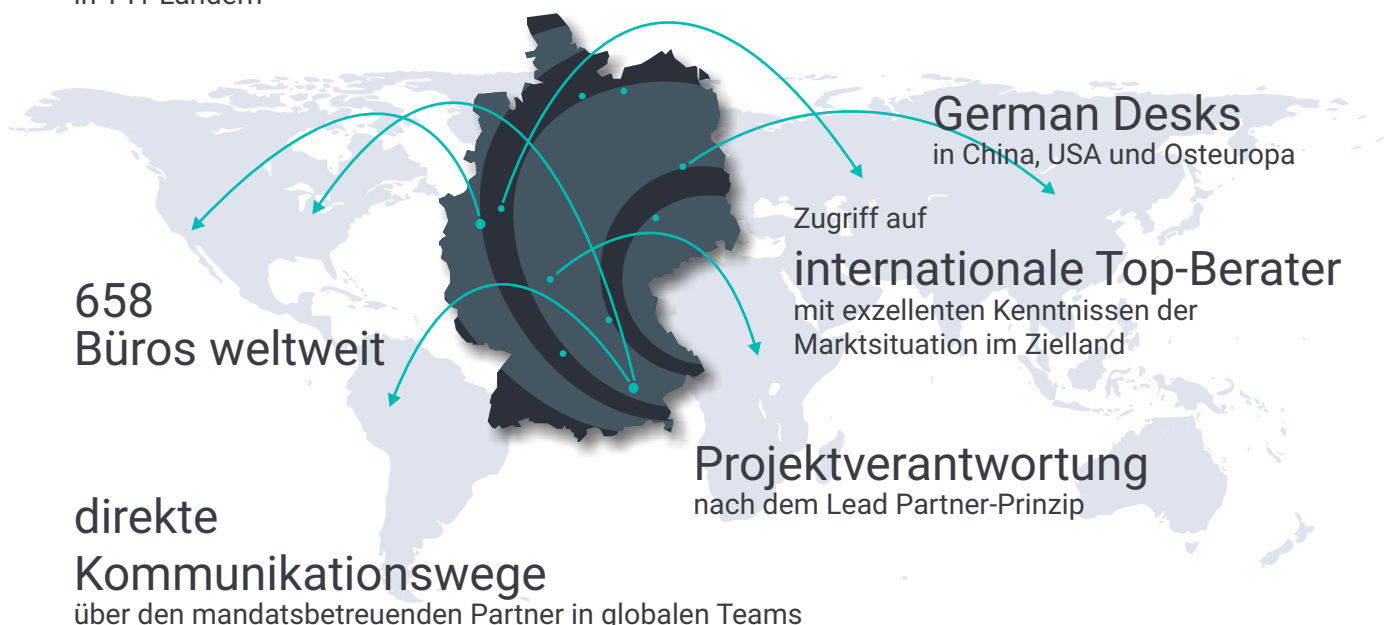 German Desks
in China, USA und Osteuropa
Zugriff auf
internationale Top-Berater
mit exzellenten Kenntnissen der
Marktsituation im Zielland
658
Büros weltweit
Projektverantwortung
nach dem Lead Partner-Prinzip
direkte
Kommunikationswege
über den mandatsbetreuenden Partner in globalen Teams